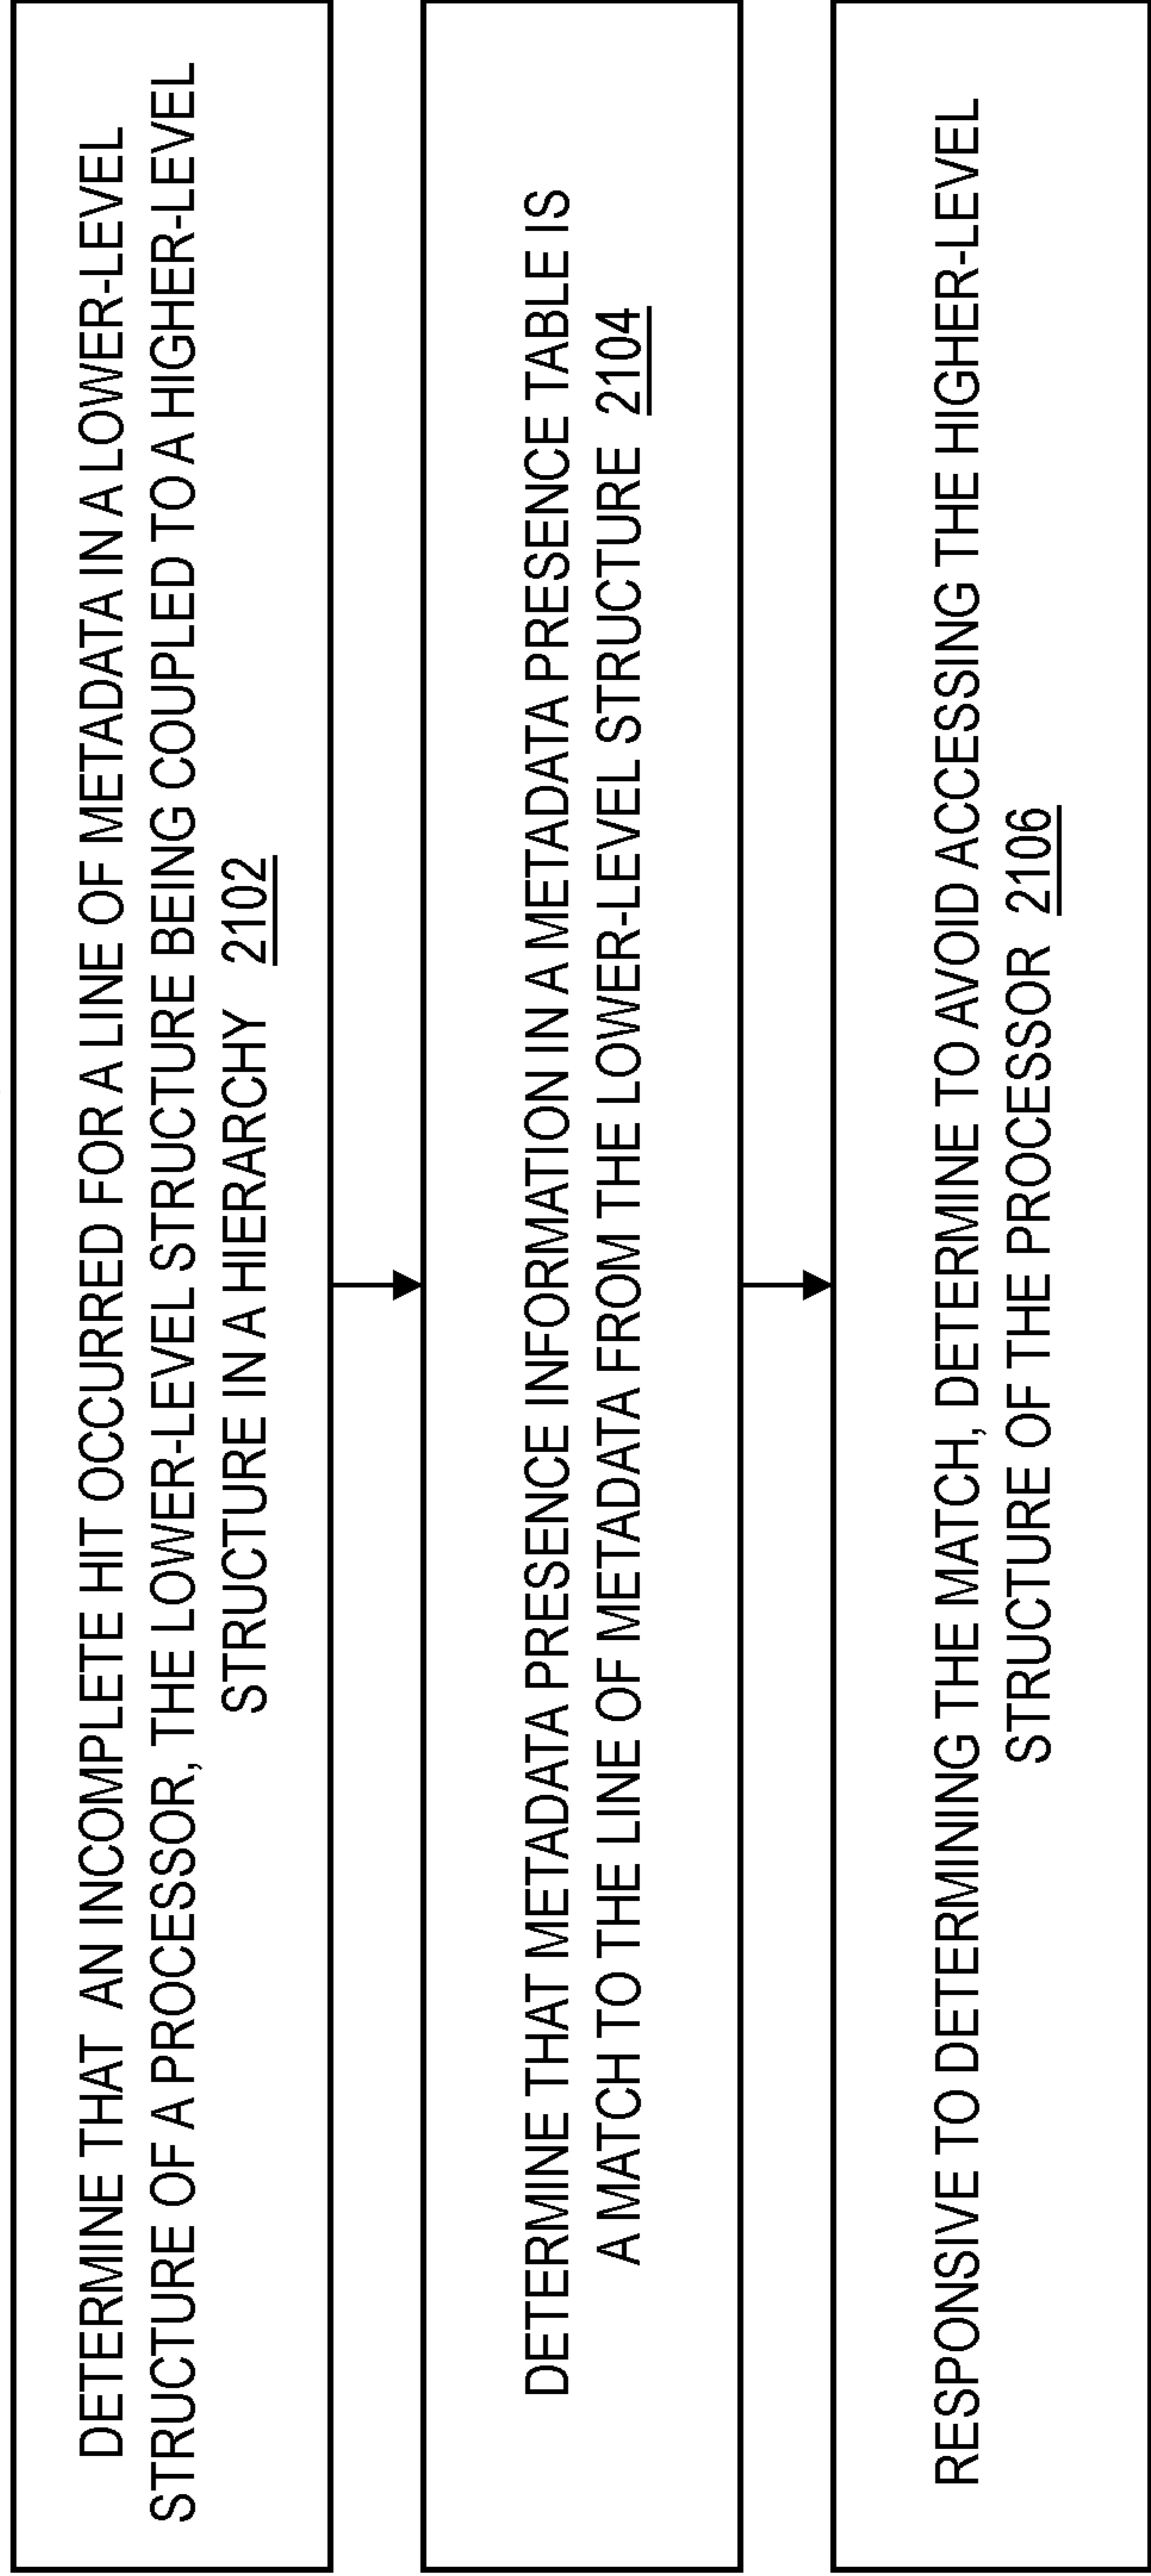 DETERMINE THAT AN INCOMPLETE HIT OCCURRED FOR A LINE OF METADATA IN A LOWER-LEVEL
STRUCTURE OF A PROCESSOR, THE LOWER-LEVEL STRUCTURE BEING COUPLED TO A HIGHER-LEVEL
STRUCTURE IN A HIERARCHY 2102
DETERMINE THAT METADATA PRESENCE INFORMATION IN A METADATA PRESENCE TABLE IS
A MATCH TO THE LINE OF METADATA FROM THE LOWER-LEVEL STRUCTURE 2104
RESPONSIVE TO DETERMINING THE MATCH, DETERMINE TO AVOID ACCESSING THE HIGHER-LEVEL
STRUCTURE OF THE PROCESSOR 2106